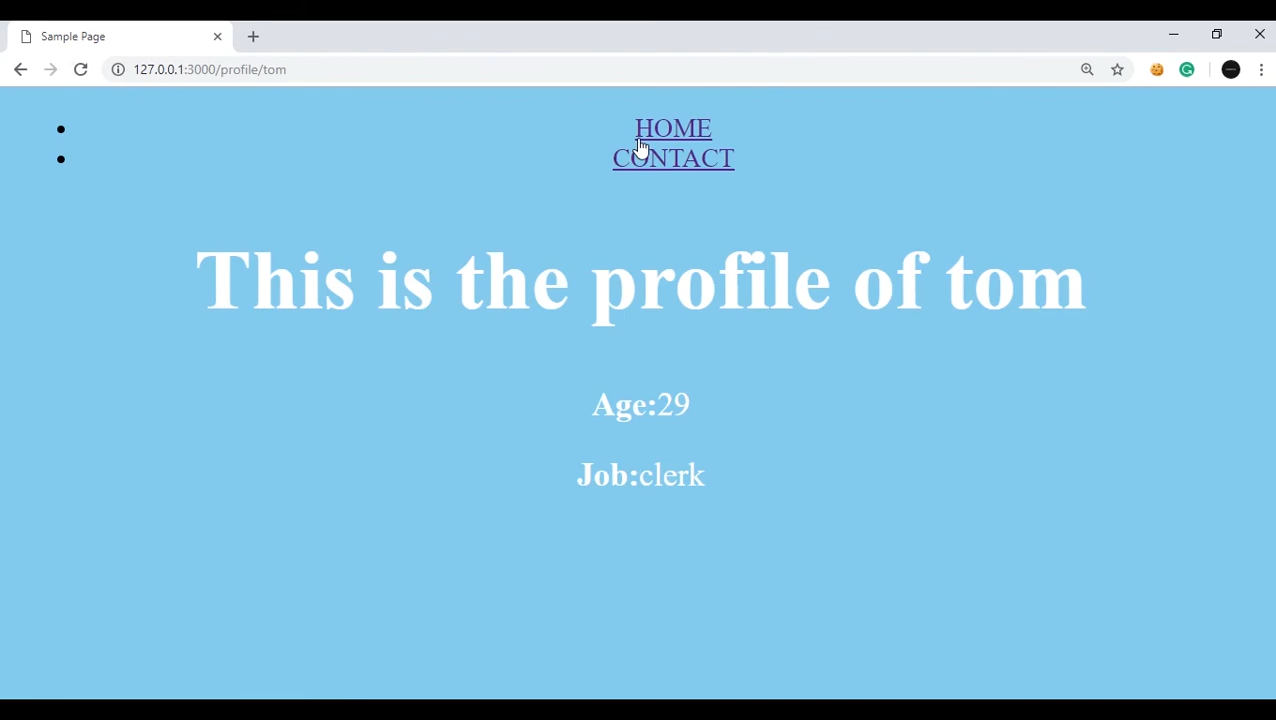 Sample Page
127.0.0.1:3000/profile/tom
HOME
CONTACT
This is the profile of tom
Age:29
Job:clerk